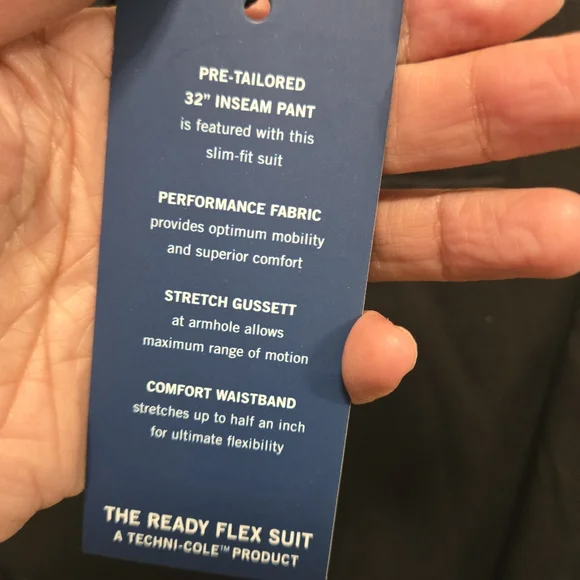 PRE-TAILORED
32” INSEAM PANT
is featured with this
slim-fit suit
PERFORMANCE FABRIC
provides optimum mobility
and superior comfort
STRETCH GUSSETT
at armhole allows
maximum range of motion
COMFORT WAISTBAND
stretches up to half an inch
for ultimate flexibility
THE READY FLEX SUIT
A TECHNI-COLE™ PRODUCT